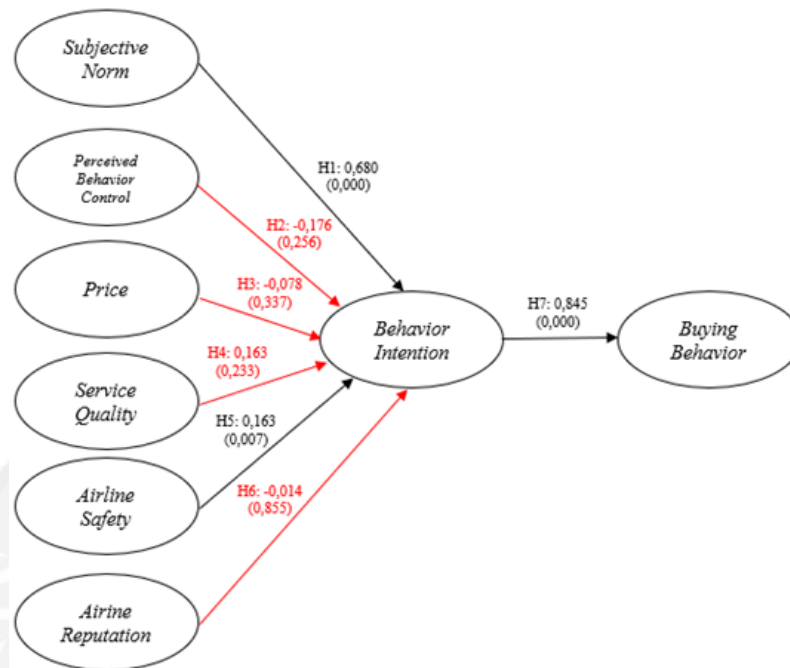 Subjective
Norm
Perceived
Behavior
Control
Price
Service
Quality
Airline
Safety
Airine
Reputation
H1: 0,680
(0,000)
H2: -0,176
(0,256)
H3: -0,078
(0,337)
H4: 0,163
(0,233)
H5: 0,163
(0,007)
H6: -0,014
(0,855)
Behavior
Intention
H7: 0,845
(0,000)
Buying
Behavior